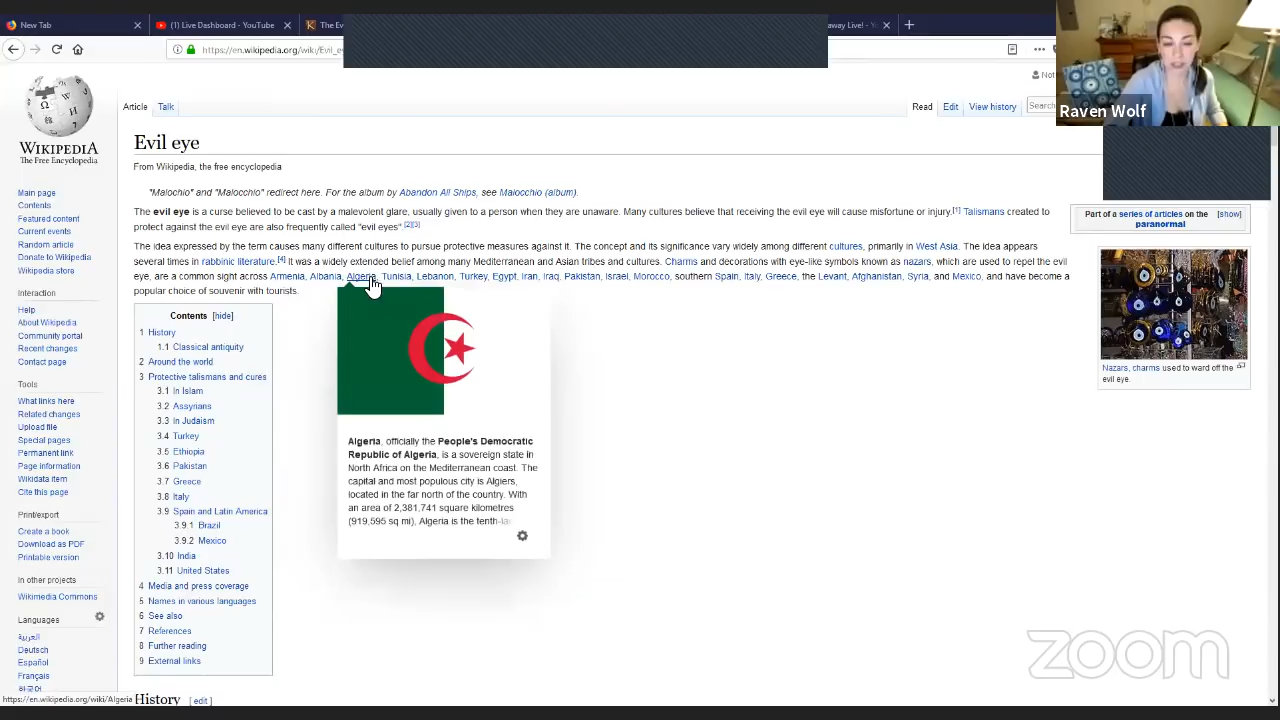 New Tab
(1) Live Dashboard - YouTube
The Ev
away Live! - Yo
https://en.wikipedia.org/wiki/Evil_e
Raven Wolf
Not
WIKIPEDIA
The Free Encyclopedia
Article Talk
Read Edit View history
Search
Evil eye
From Wikipedia, the free encyclopedia
"Malochio" and "Malocchio" redirect here. For the album by Abandon All Ships, see Malocchio (album).
The evil eye is a curse believed to be cast by a malevolent glare, usually given to a person when they are unaware. Many cultures believe that receiving the evil eye will cause misfortune or injury.[1] Talismans created to
protect against the evil eye are also frequently called "evil eyes".[2][3]
The idea expressed by the term causes many different cultures to pursue protective measures against it. The concept and its significance vary widely among different cultures, primarily in West Asia. The idea appears
several times in rabbinic literature.[4] It was a widely extended belief among many Mediterranean and Asian tribes and cultures. Charms and decorations with eye-like symbols known as nazars, which are used to repel the evil
eye, are a common sight across Armenia, Albania, Algeria, Tunisia, Lebanon, Turkey, Egypt, Iran, Iraq, Pakistan, Israel, Morocco, southern Spain, Italy, Greece, the Levant, Afghanistan, Syria, and Mexico, and have become a
popular choice of souvenir with tourists.
Part of a series of articles on the
paranormal
[show]
Nazars, charms used to ward off the
evil eye.
Main page
Contents
Featured content
Current events
Random article
Donate to Wikipedia
Wikipedia store
Interaction
Help
About Wikipedia
Community portal
Recent changes
Contact page
Tools
What links here
Related changes
Upload file
Special pages
Permanent link
Page information
Wikidata item
Cite this page
Print/export
Create a book
Download as PDF
Printable version
In other projects
Wikimedia Commons
Languages
العربية
Deutsch
Español
Français
한국어
https://en.wikipedia.org/wiki/Algeria
Contents [hide]
1 History
1.1 Classical antiquity
2 Around the world
3 Protective talismans and cures
3.1 In Islam
3.2 Assyrians
3.3 In Judaism
3.4 Turkey
3.5 Ethiopia
3.6 Pakistan
3.7 Greece
3.8 Italy
3.9 Spain and Latin America
3.9.1 Brazil
3.9.2 Mexico
3.10 India
3.11 United States
4 Media and press coverage
5 Names in various languages
6 See also
7 References
8 Further reading
9 External links
Algeria, officially the People's Democratic
Republic of Algeria, is a sovereign state in
North Africa on the Mediterranean coast. The
capital and most populous city is Algiers,
located in the far north of the country. With
an area of 2,381,741 square kilometres
(919,595 sq mi), Algeria is the tenth-la
History [edit]
zoom